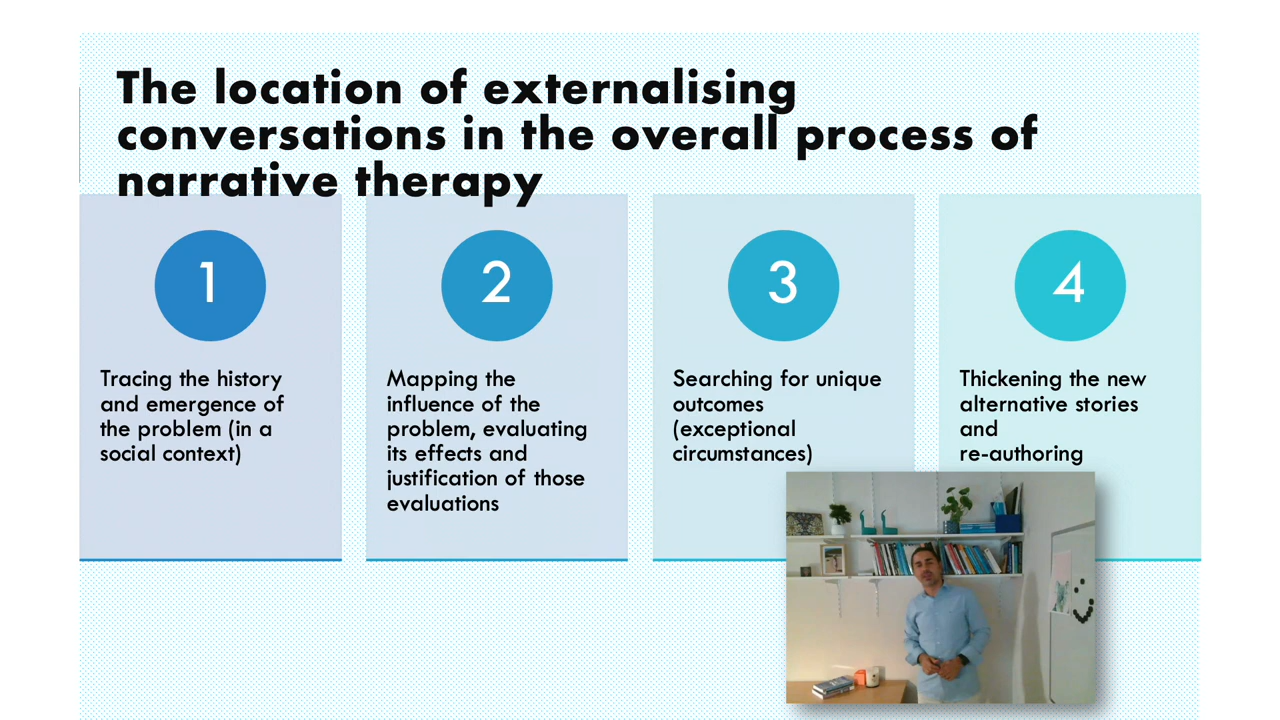 The location of externalising
conversations in the overall process of
narrative therapy
1
Tracing the history
and emergence of
the problem (in a
social context)
2
Mapping the
influence of the
problem, evaluating
its effects and
justification of those
evaluations
3
Searching for unique
outcomes
(exceptional
circumstances)
4
Thickening the new
alternative stories
and
re-authoring